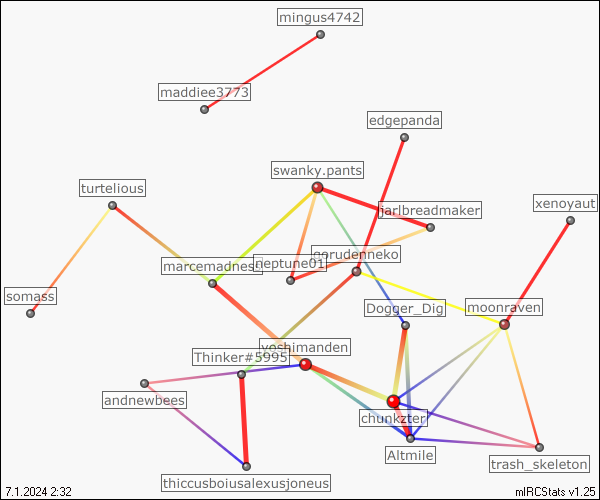 mingus4742
maddiee3773
edgepanda
swanky.pants
turtelious
jarlbreadmaker
xenoyaut
gorudenneko
marcemadness
neptune01
somass
Dogger_Dig
moonraven
yoshimanden
Thinker#5995
andnewbees
chunkzter
Altmile
trash_skeleton
thiccusboiusalexusjoneus
7.1.2024 2:32
mIRCStats v1.25